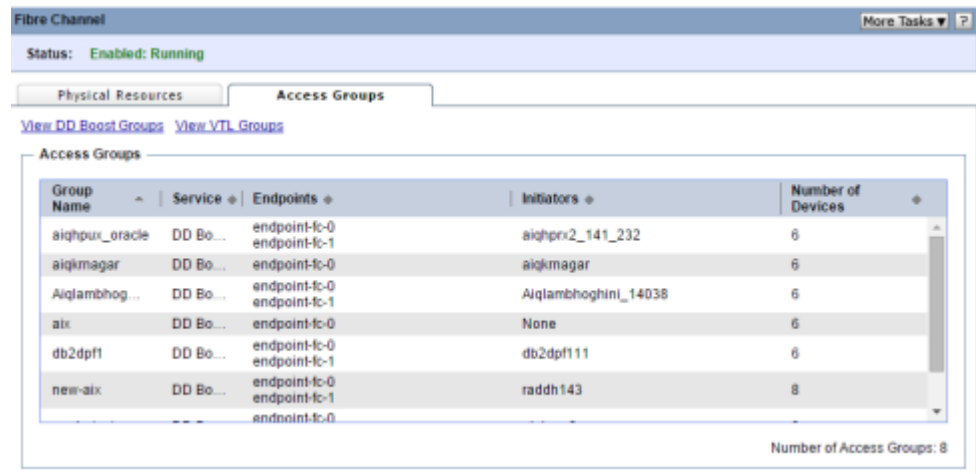 Fibre Channel
More Tasks ▼ ?
Status: Enabled: Running
Physical Resources Access Groups
View DD Boost Groups View VTL Groups
Access Groups
Group Name Service Endpoints Initiators Number of Devices
aiqhpux_oracle DD Bo... endpoint-fc-0 aiqhprx2_141_232 6
endpoint-fc-1
aiqkmagar DD Bo... endpoint-fc-0 aiqkmagar 6
Aiqlambhog... DD Bo... endpoint-fc-0 Aiqlambhoghini_14038 6
endpoint-fc-1
aix DD Bo... endpoint-fc-0 None 6
db2dpf1 DD Bo... endpoint-fc-0 db2dpf111 6
endpoint-fc-1
new-aix DD Bo... endpoint-fc-0 raddh143 8
endpoint-fc-1
endpoint-fc-0
Number of Access Groups: 8